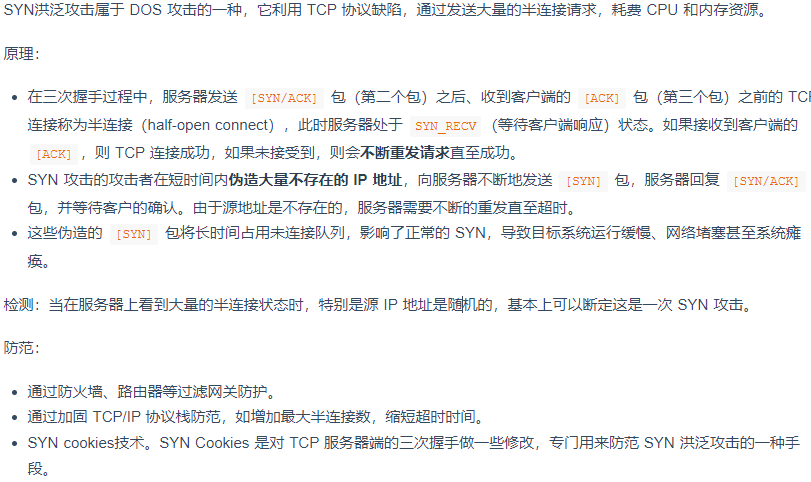 SYN洪泛攻击属于 DOS 攻击的一种，它利用 TCP 协议缺陷，通过发送大量的半连接请求，耗费 CPU 和内存资源。
原理：
• 在三次握手过程中，服务器发送 [SYN/ACK] 包（第二个包）之后、收到客户端的 [ACK] 包（第三个包）之前的 TCP
连接称为半连接（half-open connect），此时服务器处于 SYN_RECV （等待客户端响应）状态。如果接收到客户端的
[ACK] ，则 TCP 连接成功，如果未接受到，则会不断重发请求直至成功。
• SYN 攻击的攻击者在短时间内伪造大量不存在的 IP 地址，向服务器不断地发送 [SYN] 包，服务器回复 [SYN/ACK]
包，并等待客户的确认。由于源地址是不存在的，服务器需要不断的重发直至超时。
• 这些伪造的 [SYN] 包将长时间占用未连接队列，影响了正常的 SYN，导致目标系统运行缓慢、网络堵塞甚至系统瘫
痪。
检测：当在服务器上看到大量的半连接状态时，特别是源 IP 地址是随机的，基本上可以断定这是一次 SYN 攻击。
防范：
• 通过防火墙、路由器等过滤网关防护。
• 通过加固 TCP/IP 协议栈防范，如增加最大半连接数，缩短超时时间。
• SYN cookies技术。SYN Cookies 是对 TCP 服务器端的三次握手做一些修改，专门用来防范 SYN 洪泛攻击的一种手
段。